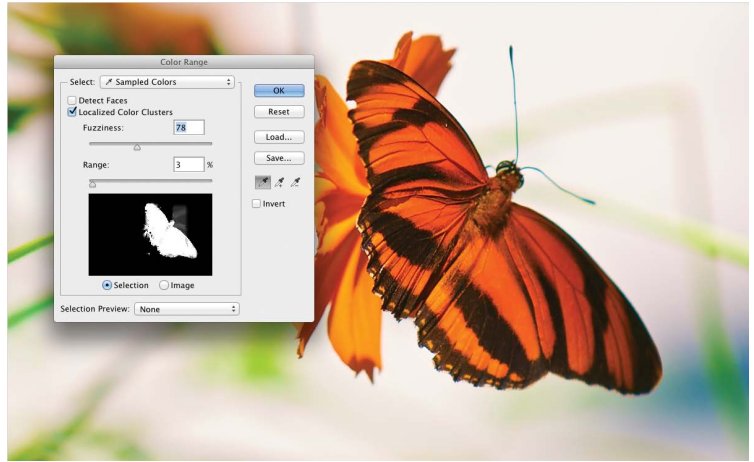 Color Range
Select: Sampled Colors
Detect Faces
Localized Color Clusters
Fuzziness: 78
Range: 3 %
Selection Image
Selection Preview: None
OK
Reset
Load...
Save...
Invert